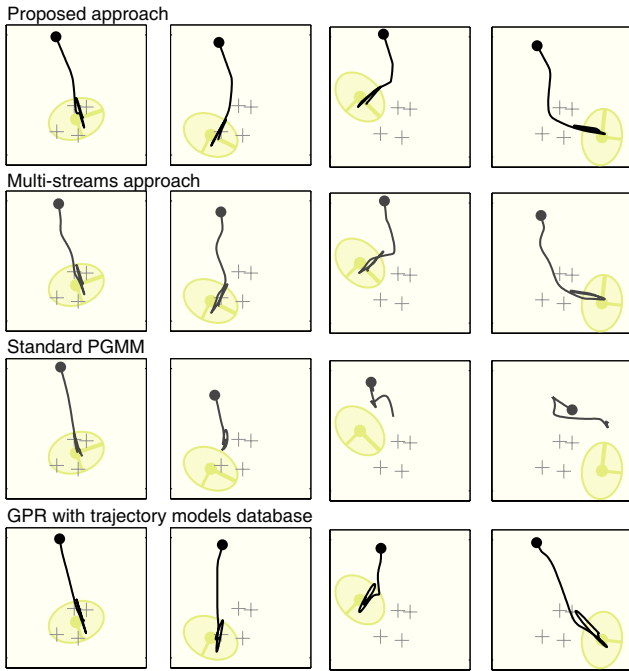 Proposed approach
Multi-streams approach
Standard PGMM
GPR with trajectory models database